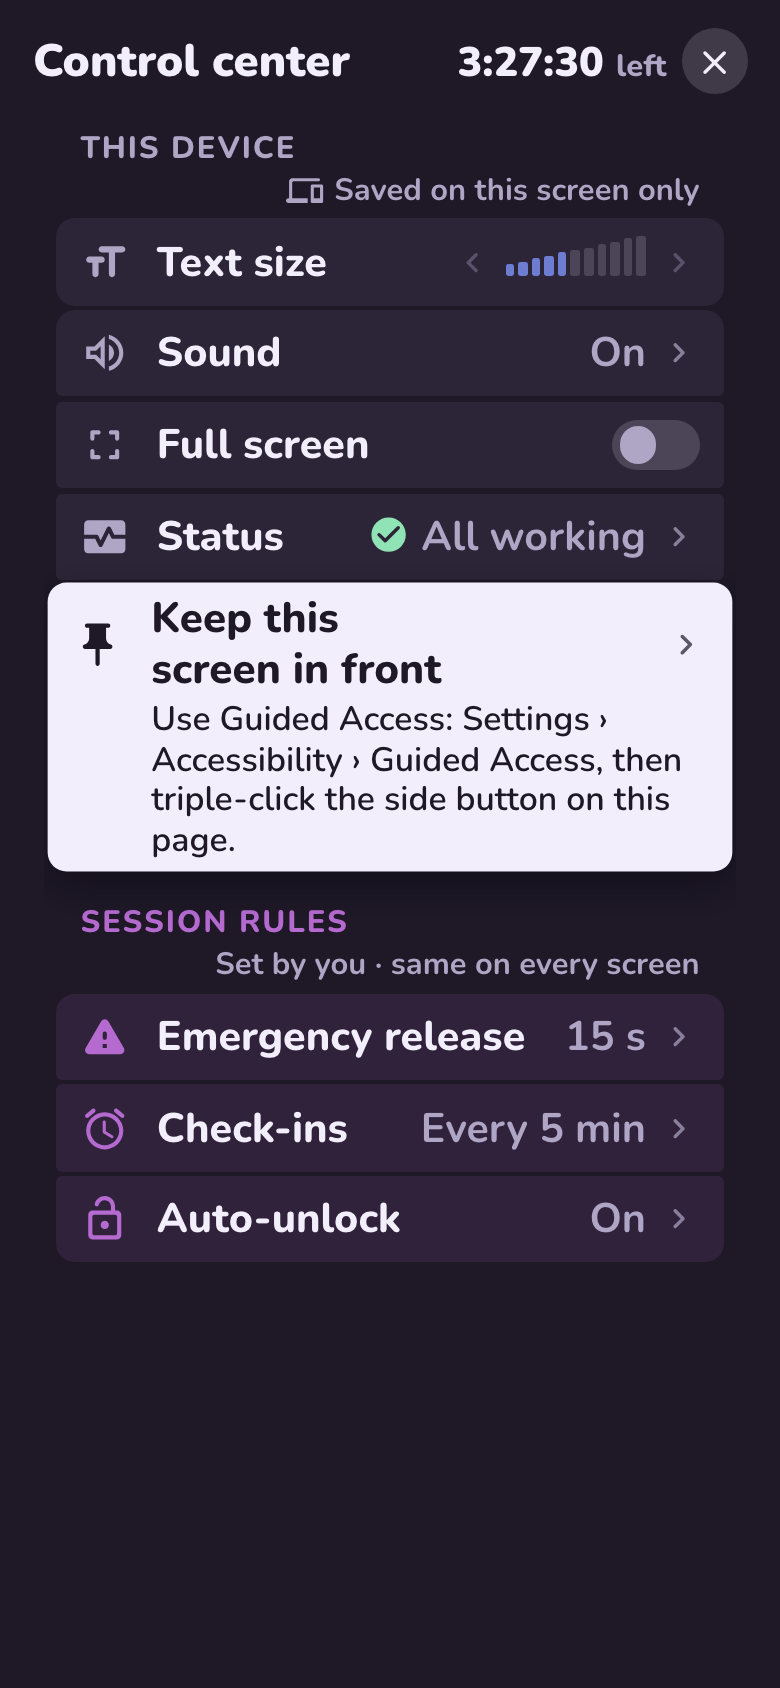 Control center
3:27:30 left
THIS DEVICE
Saved on this screen only
Text size
Sound On
Full screen
Status All working
Keep this
screen in front
Use Guided Access: Settings ›
Accessibility › Guided Access, then
triple-click the side button on this
page.
SESSION RULES
Set by you · same on every screen
Emergency release 15 s
Check-ins Every 5 min
Auto-unlock On